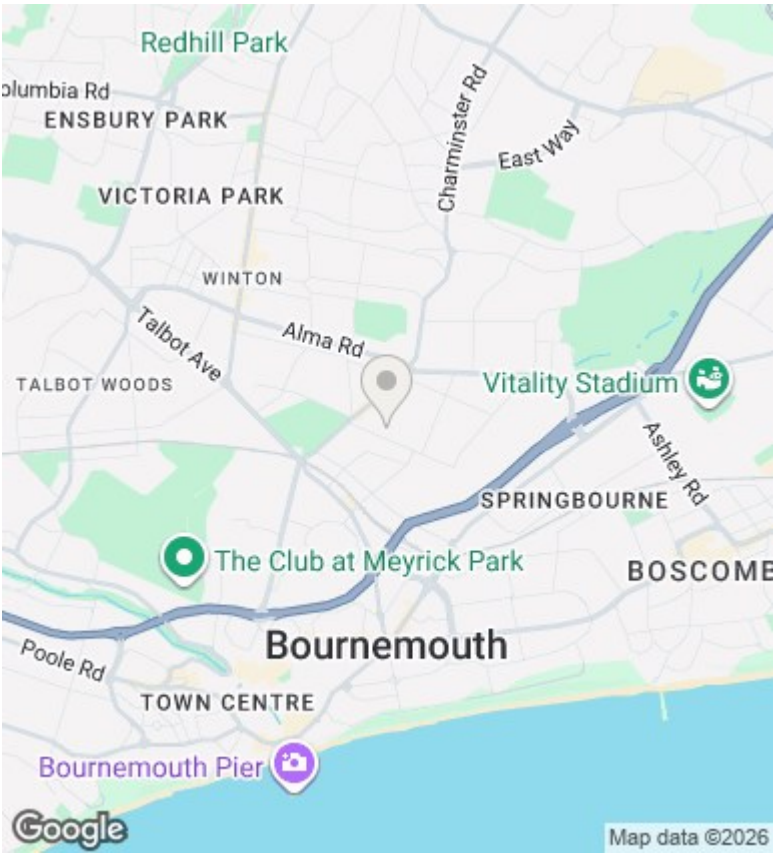 Redhill Park
olumbia Rd
ENSBURY PARK
Charminster Rd
East Way
VICTORIA PARK
WINTON
Talbot Ave
Alma Rd
TALBOT WOODS
Vitality Stadium
Ashley Rd
SPRINGBOURNE
The Club at Meyrick Park
BOSCOMB
Bournemouth
Poole Rd
TOWN CENTRE
Bournemouth Pier
Google
Map data ©2026